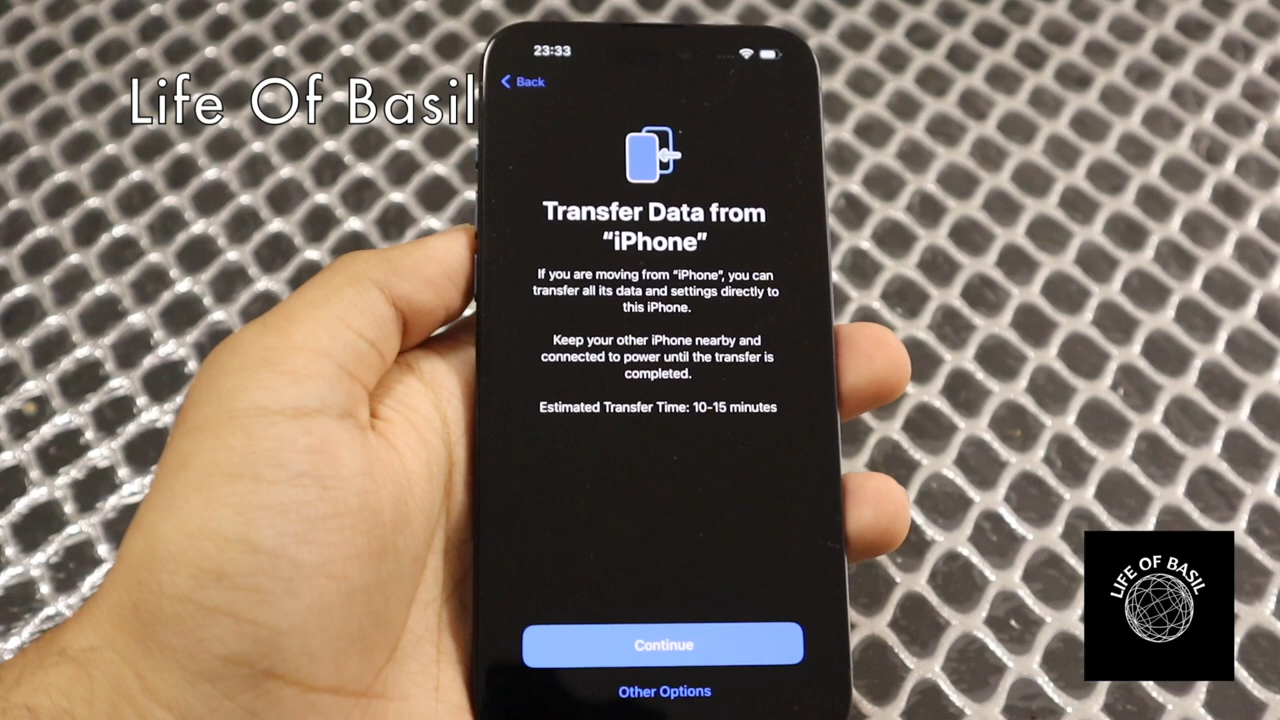 23:33
Back
Life Of Basil
Transfer Data from
“iPhone”
If you are moving from “iPhone”, you can
transfer all its data and settings directly to
this iPhone.
Keep your other iPhone nearby and
connected to power until the transfer is
completed.
Estimated Transfer Time: 10-15 minutes
Continue
Other Options
LIFE OF BASIL